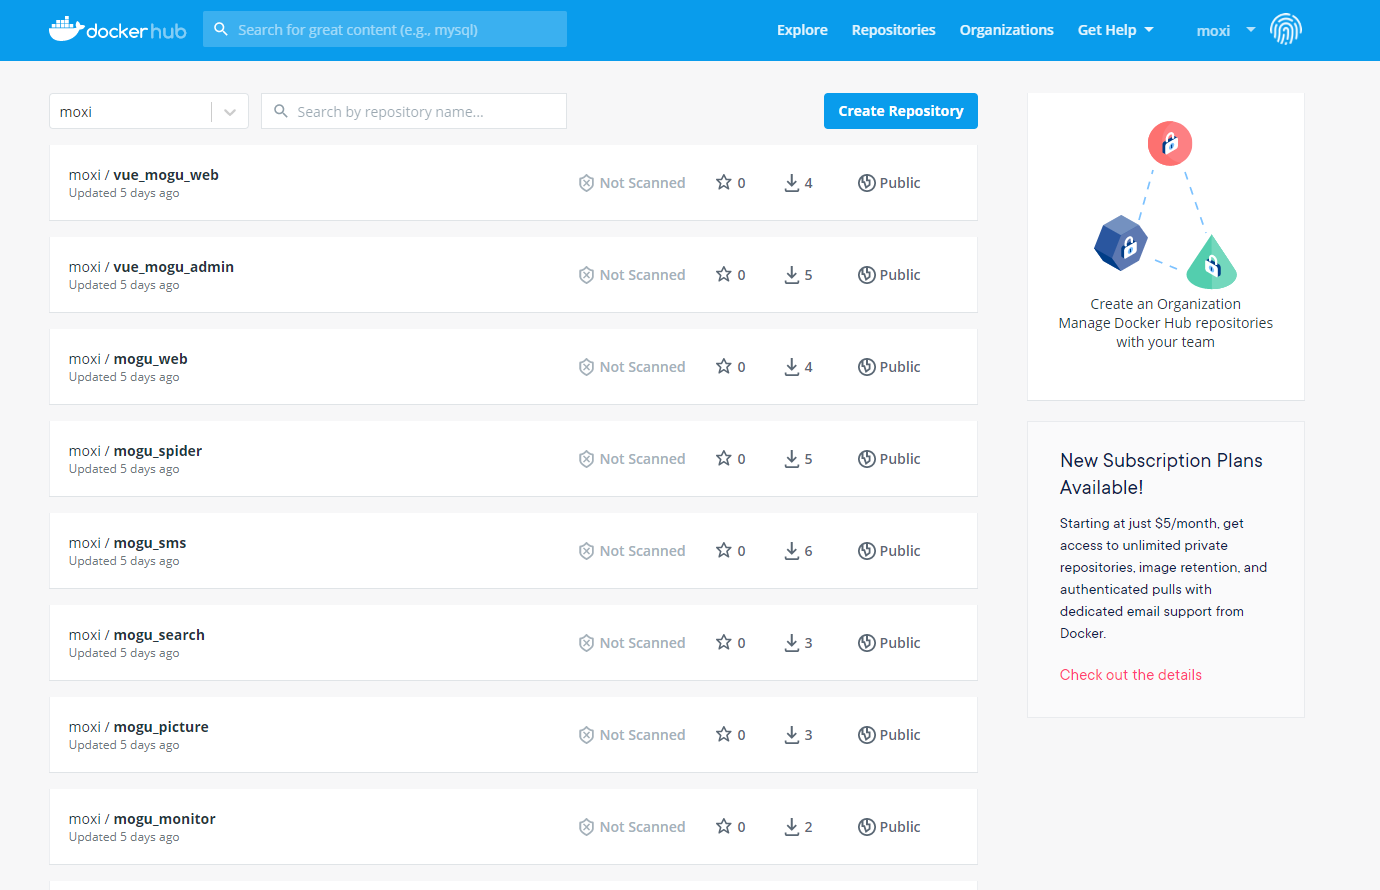 docker hub
Search for great content (e.g., mysql)
Explore
Repositories
Organizations
Get Help
moxi
moxi
Search by repository name...
Create Repository
moxi / vue_mogu_web
Updated 5 days ago
Not Scanned
0
4
Public
moxi / vue_mogu_admin
Updated 5 days ago
Not Scanned
0
5
Public
moxi / mogu_web
Updated 5 days ago
Not Scanned
0
4
Public
moxi / mogu_spider
Updated 5 days ago
Not Scanned
0
5
Public
moxi / mogu_sms
Updated 5 days ago
Not Scanned
0
6
Public
moxi / mogu_search
Updated 5 days ago
Not Scanned
0
3
Public
moxi / mogu_picture
Updated 5 days ago
Not Scanned
0
3
Public
moxi / mogu_monitor
Updated 5 days ago
Not Scanned
0
2
Public
Create an Organization
Manage Docker Hub repositories
with your team
New Subscription Plans
Available!
Starting at just $5/month, get
access to unlimited private
repositories, image retention, and
authenticated pulls with
dedicated email support from
Docker.
Check out the details